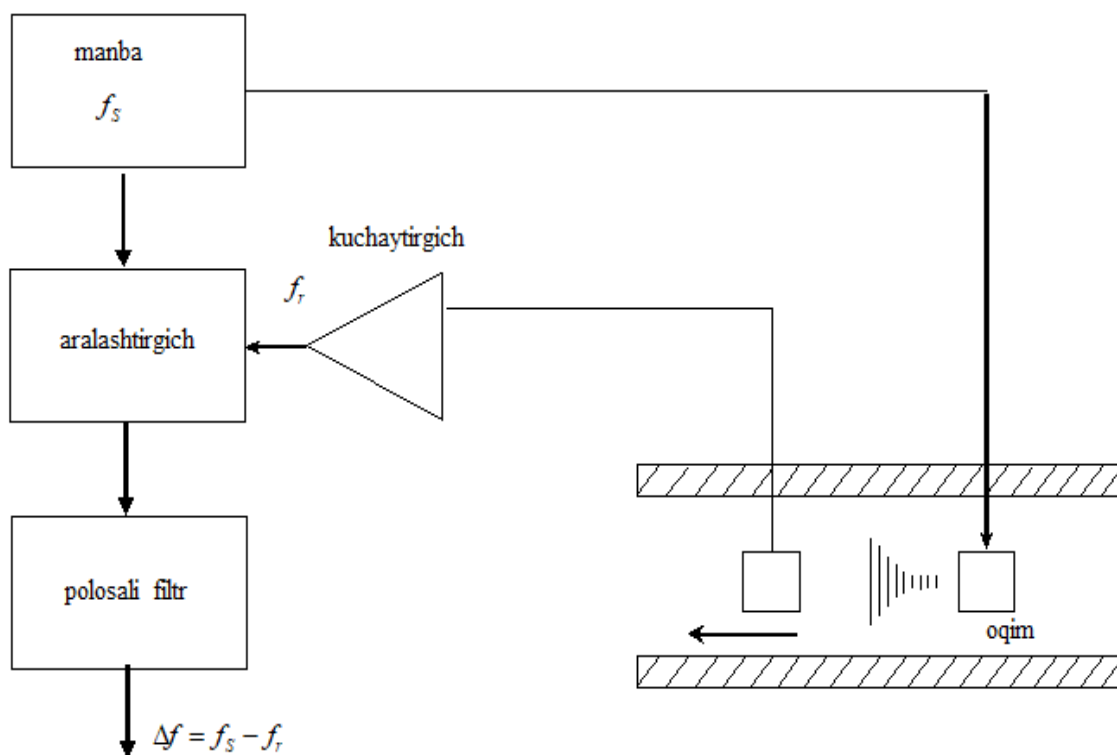 manba
f_S
kuchaytirgich
f_r
aralashtirgich
polosali filtr
oqim
Δf = f_S − f_r